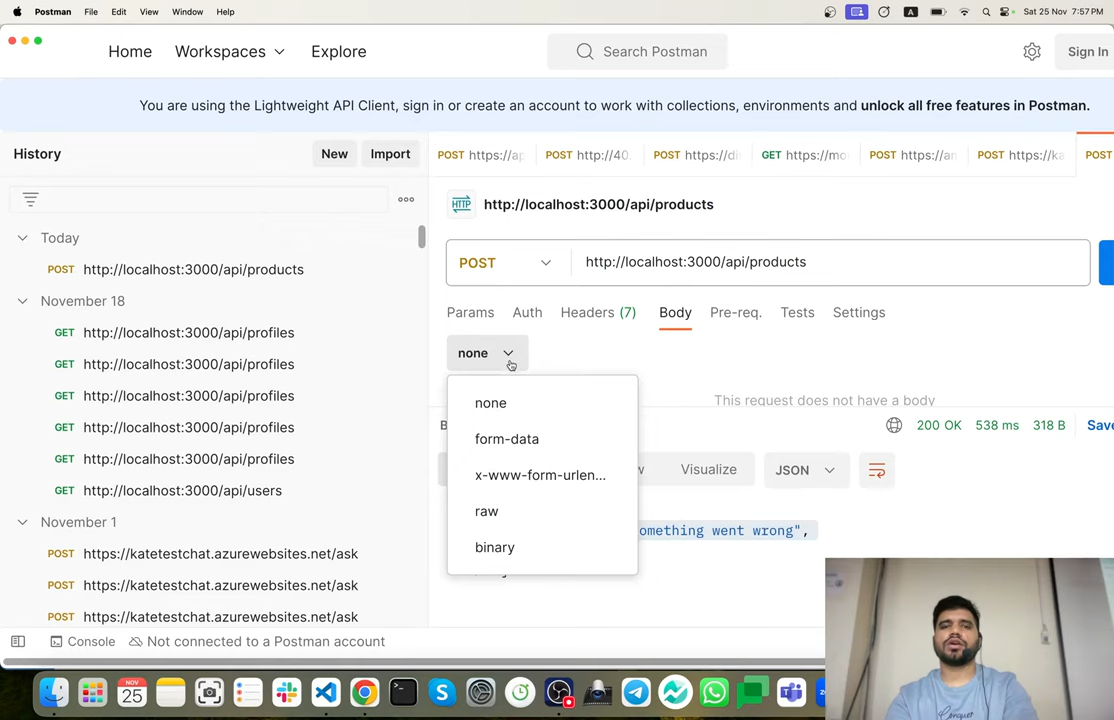 Postman File Edit View Window Help A Sat 25 Nov 7:57 PM
Home Workspaces Explore Search Postman Sign In
You are using the Lightweight API Client, sign in or create an account to work with collections, environments and unlock all free features in Postman.
History New Import
POST https://ap POST http://40. POST https://di GET https://mo POST https://an POST https://ka POST
HTTP http://localhost:3000/api/products
Today
POST http://localhost:3000/api/products
November 18
GET http://localhost:3000/api/profiles
GET http://localhost:3000/api/profiles
GET http://localhost:3000/api/profiles
GET http://localhost:3000/api/profiles
GET http://localhost:3000/api/profiles
GET http://localhost:3000/api/users
November 1
POST https://katetestchat.azurewebsites.net/ask
POST https://katetestchat.azurewebsites.net/ask
POST https://katetestchat.azurewebsites.net/ask
POST http://localhost:3000/api/products
Params Auth Headers (7) Body Pre-req. Tests Settings
none
This request does not have a body
none
form-data
x-www-form-urlen...
raw
binary
200 OK 538 ms 318 B Save
Visualize JSON
omething went wrong",
Console Not connected to a Postman account
NOV
25